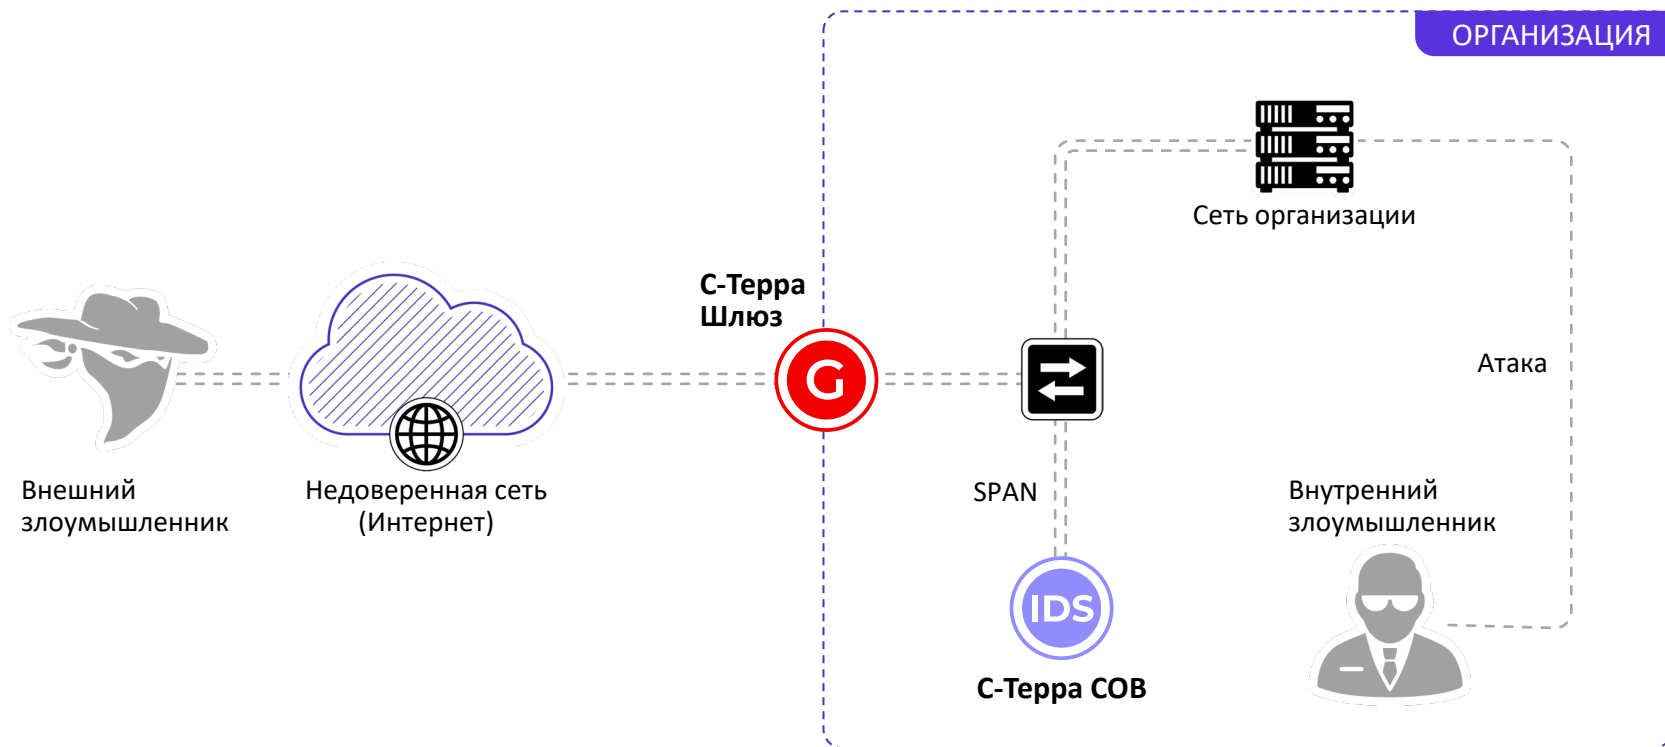 ОРГАНИЗАЦИЯ
Сеть организации
С-Терра
Шлюз
G
Атака
Внешний
злоумышленник
Недоверенная сеть
(Интернет)
SPAN
Внутренний
злоумышленник
IDS
С-Терра СОВ